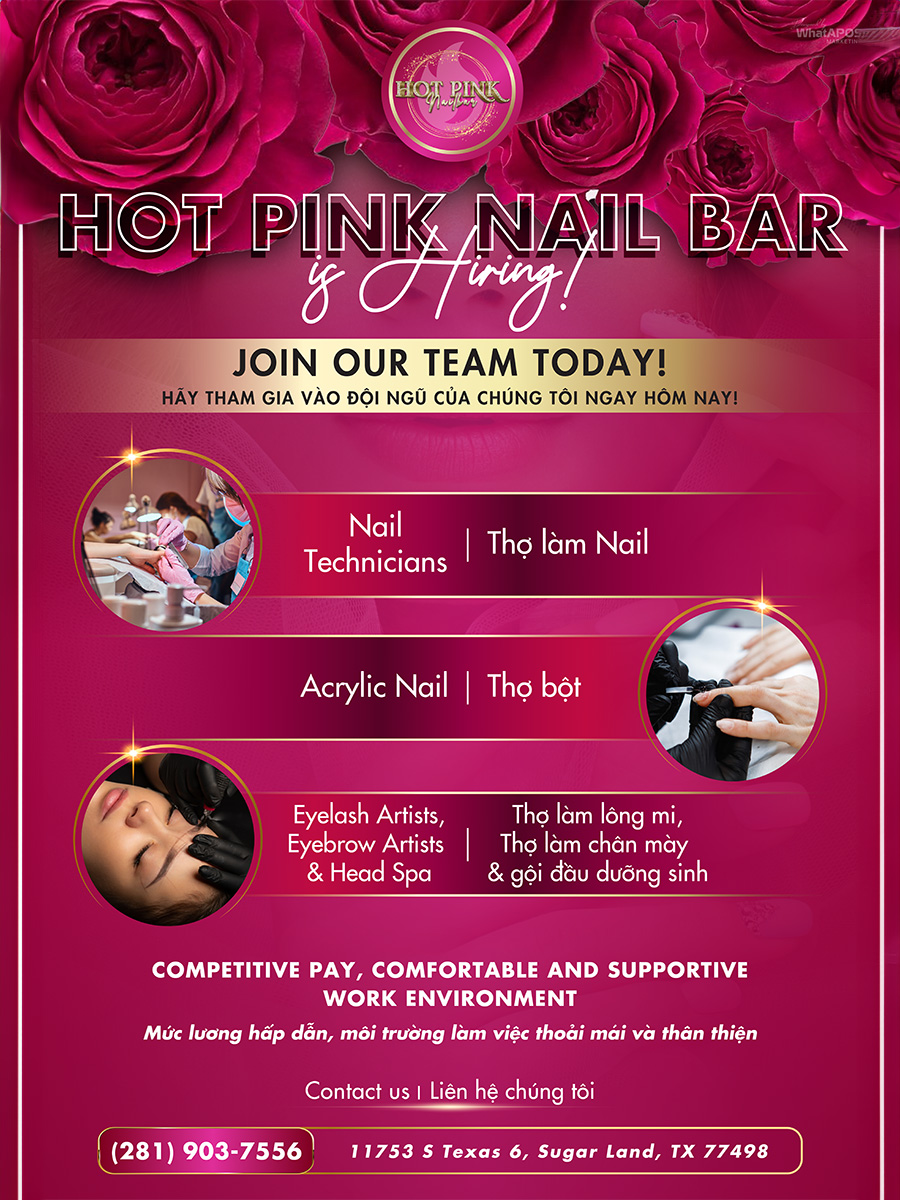 WhatAPOS
MARKETIN
HOT PINK
Nailbar
HOT PINK NAIL BAR
is Hiring!
JOIN OUR TEAM TODAY!
HÃY THAM GIA VÀO ĐỘI NGŨ CỦA CHÚNG TÔI NGAY HÔM NAY!
Nail
Technicians
Thợ làm Nail
Acrylic Nail | Thợ bột
Eyelash Artists,
Eyebrow Artists
& Head Spa
Thợ làm lông mi,
Thợ làm chân mày
& gội đầu dưỡng sinh
COMPETITIVE PAY, COMFORTABLE AND SUPPORTIVE
WORK ENVIRONMENT
Mức lương hấp dẫn, môi trường làm việc thoải mái và thân thiện
Contact us | Liên hệ chúng tôi
(281) 903-7556
11753 S Texas 6, Sugar Land, TX 77498